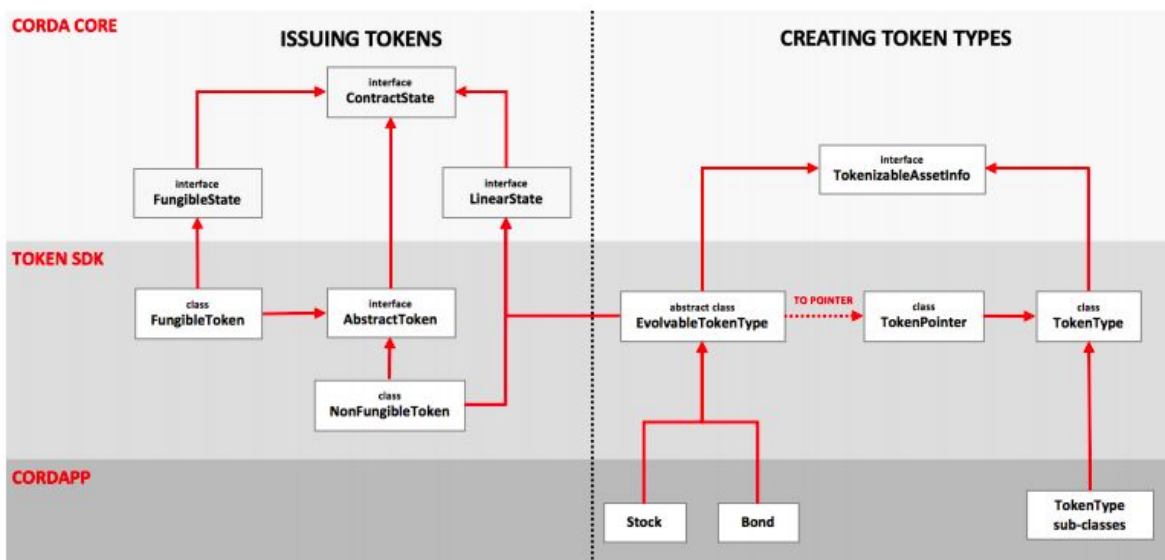 CORDA CORE
ISSUING TOKENS
CREATING TOKEN TYPES
interface
ContractState
interface
TokenizableAssetInfo
interface
FungibleState
interface
LinearState
TOKEN SDK
class
FungibleToken
interface
AbstractToken
abstract class
EvolvableTokenType
TO POINTER
class
TokenPointer
class
TokenType
class
NonFungibleToken
CORDAPP
Stock
Bond
TokenType
sub-classes